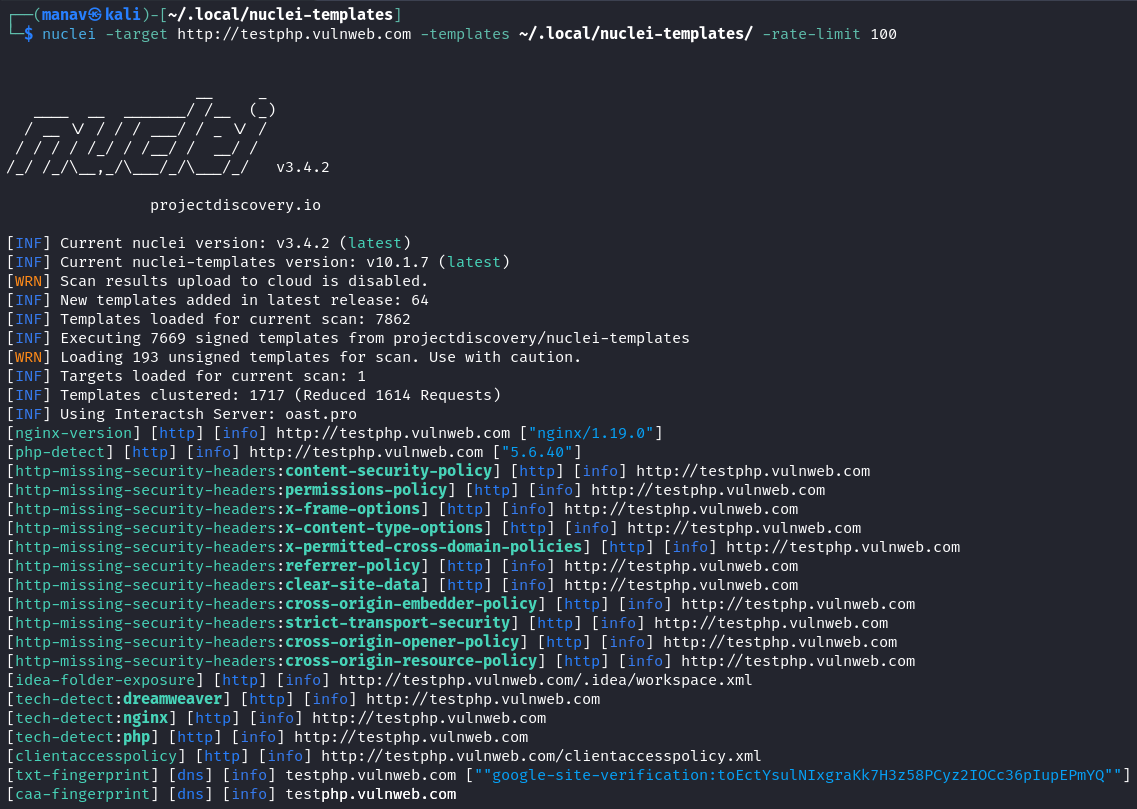 ┌──(manav㉿kali)-[~/.local/nuclei-templates]
└─$ nuclei -target http://testphp.vulnweb.com -templates ~/.local/nuclei-templates/ -rate-limit 100
                     __     _
   ____  __  _______/ /__  (_)
  / __ \/ / / / ___/ / _ \/ /
 / / / / /_/ / /__/ /  __/ /
/_/ /_/\__,_/\___/_/\___/_/   v3.4.2
projectdiscovery.io
[INF] Current nuclei version: v3.4.2 (latest)
[INF] Current nuclei-templates version: v10.1.7 (latest)
[WRN] Scan results upload to cloud is disabled.
[INF] New templates added in latest release: 64
[INF] Templates loaded for current scan: 7862
[INF] Executing 7669 signed templates from projectdiscovery/nuclei-templates
[WRN] Loading 193 unsigned templates for scan. Use with caution.
[INF] Targets loaded for current scan: 1
[INF] Templates clustered: 1717 (Reduced 1614 Requests)
[INF] Using Interactsh Server: oast.pro
[nginx-version] [http] [info] http://testphp.vulnweb.com ["nginx/1.19.0"]
[php-detect] [http] [info] http://testphp.vulnweb.com ["5.6.40"]
[http-missing-security-headers:content-security-policy] [http] [info] http://testphp.vulnweb.com
[http-missing-security-headers:permissions-policy] [http] [info] http://testphp.vulnweb.com
[http-missing-security-headers:x-frame-options] [http] [info] http://testphp.vulnweb.com
[http-missing-security-headers:x-content-type-options] [http] [info] http://testphp.vulnweb.com
[http-missing-security-headers:x-permitted-cross-domain-policies] [http] [info] http://testphp.vulnweb.com
[http-missing-security-headers:referrer-policy] [http] [info] http://testphp.vulnweb.com
[http-missing-security-headers:clear-site-data] [http] [info] http://testphp.vulnweb.com
[http-missing-security-headers:cross-origin-embedder-policy] [http] [info] http://testphp.vulnweb.com
[http-missing-security-headers:strict-transport-security] [http] [info] http://testphp.vulnweb.com
[http-missing-security-headers:cross-origin-opener-policy] [http] [info] http://testphp.vulnweb.com
[http-missing-security-headers:cross-origin-resource-policy] [http] [info] http://testphp.vulnweb.com
[idea-folder-exposure] [http] [info] http://testphp.vulnweb.com/.idea/workspace.xml
[tech-detect:dreamweaver] [http] [info] http://testphp.vulnweb.com
[tech-detect:nginx] [http] [info] http://testphp.vulnweb.com
[tech-detect:php] [http] [info] http://testphp.vulnweb.com
[clientaccesspolicy] [http] [info] http://testphp.vulnweb.com/clientaccesspolicy.xml
[txt-fingerprint] [dns] [info] testphp.vulnweb.com [""google-site-verification:toEctYsulNIxgraKk7H3z58PCyz2IOCc36pIupEPmYQ""]
[caa-fingerprint] [dns] [info] testphp.vulnweb.com